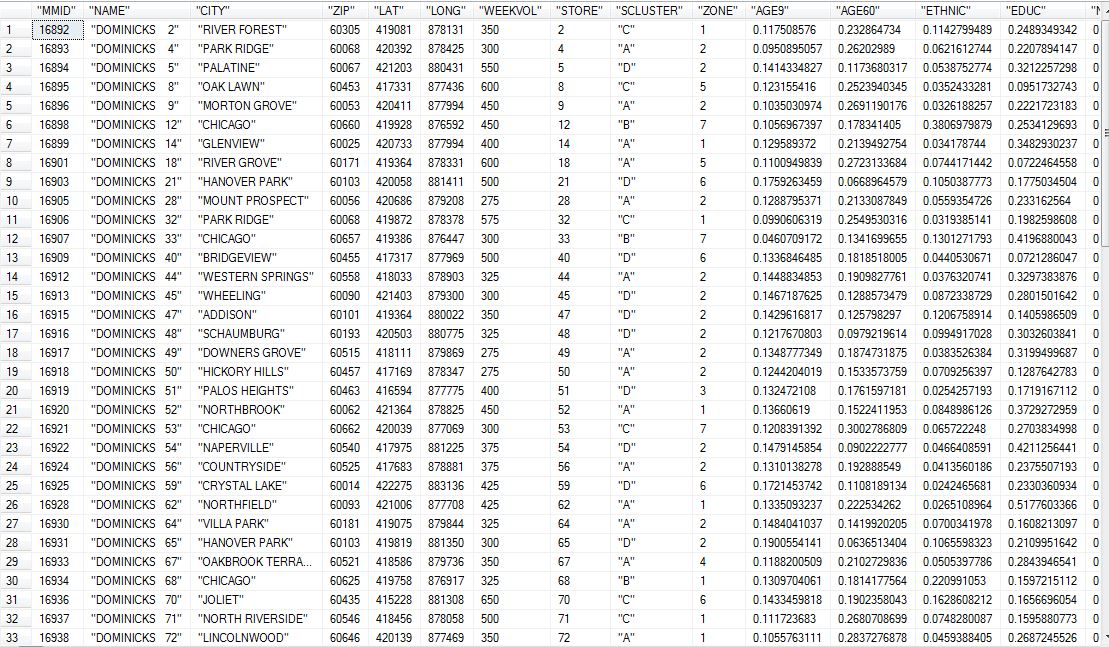 "MMID" "NAME" "CITY" "ZIP" "LAT" "LONG" "WEEKVOL" "STORE" "SCLUSTER" "ZONE" "AGE9" "AGE60" "ETHNIC" "EDUC"
1 16892 "DOMINICKS 2" "RIVER FOREST" 60305 419081 878131 350 2 "C" 1 0.117508576 0.232864734 0.1142799489 0.2489349342 0
2 16893 "DOMINICKS 4" "PARK RIDGE" 60068 420392 878425 300 4 "A" 2 0.0950895057 0.26202989 0.0621612744 0.2207894147 0
3 16894 "DOMINICKS 5" "PALATINE" 60067 421203 880431 550 5 "D" 2 0.1414334827 0.1173680317 0.0538752774 0.3212257298 0
4 16895 "DOMINICKS 8" "OAK LAWN" 60453 417331 877436 600 8 "C" 5 0.123155416 0.2523940345 0.0352433281 0.0951732743 0
5 16896 "DOMINICKS 9" "MORTON GROVE" 60053 420411 877994 450 9 "A" 2 0.1035030974 0.2691190176 0.0326188257 0.2221723183 0
6 16898 "DOMINICKS 12" "CHICAGO" 60660 419928 876592 450 12 "B" 7 0.1056967397 0.178341405 0.3806979879 0.2534129693 0
7 16899 "DOMINICKS 14" "GLENVIEW" 60025 420733 877994 400 14 "A" 1 0.129589372 0.2139492754 0.034178744 0.3482930237 0
8 16901 "DOMINICKS 18" "RIVER GROVE" 60171 419364 878331 600 18 "A" 5 0.1100949839 0.2723133684 0.0744171442 0.0722464558 0
9 16903 "DOMINICKS 21" "HANOVER PARK" 60103 420058 881411 500 21 "D" 6 0.1759263459 0.0668964579 0.1050387773 0.1775034504 0
10 16905 "DOMINICKS 28" "MOUNT PROSPECT" 60056 420686 879208 275 28 "A" 2 0.1288795371 0.2133087849 0.0559354726 0.233162564 0
11 16906 "DOMINICKS 32" "PARK RIDGE" 60068 419872 878378 575 32 "C" 1 0.0990606319 0.2549530316 0.0319385141 0.1982598608 0
12 16907 "DOMINICKS 33" "CHICAGO" 60657 419386 876447 300 33 "B" 7 0.0460709172 0.1341699655 0.1301271793 0.4196880043 0
13 16909 "DOMINICKS 40" "BRIDGEVIEW" 60455 417317 877969 500 40 "D" 6 0.1336846485 0.1818518005 0.0440530671 0.0721286047 0
14 16912 "DOMINICKS 44" "WESTERN SPRINGS" 60558 418033 878903 325 44 "A" 2 0.1448834853 0.1909827761 0.0376320741 0.3297383876 0
15 16913 "DOMINICKS 45" "WHEELING" 60090 421403 879300 300 45 "D" 2 0.1467187625 0.1288573479 0.0872338729 0.2801501642 0
16 16915 "DOMINICKS 47" "ADDISON" 60101 419364 880022 350 47 "D" 2 0.1429616817 0.125798297 0.1206758914 0.1405986509 0
17 16916 "DOMINICKS 48" "SCHAUMBURG 60193 420503 880775 325 48 "D" 2 0.1217670803 0.0979219614 0.0994917028 0.3032603841 0
18 16917 "DOMINICKS 49" "DOWNERS GROVE" 60515 418111 879869 275 49 "A" 2 0.1348777349 0.1874731875 0.0383526384 0.3199499687 0
19 16918 "DOMINICKS 50" "HICKORY HILLS" 60457 417169 878347 275 50 "A" 2 0.1244204019 0.1533573759 0.0709256397 0.1287642783 0
20 16919 "DOMINICKS 51" "PALOS HEIGHTS" 60463 416594 877775 400 51 "D" 3 0.132472108 0.1761597181 0.0254257193 0.1719167112 0
21 16920 "DOMINICKS 52" "NORTHBROOK" 60062 421364 878825 450 52 "A" 1 0.13660619 0.1522411953 0.0848986126 0.3729272959 0
22 16921 "DOMINICKS 53" "CHICAGO" 60662 420039 877069 300 53 "C" 7 0.1208391392 0.3002786809 0.065722248 0.2703834998 0
23 16922 "DOMINICKS 54" "NAPERVILLE" 60540 417975 881225 375 54 "D" 2 0.1479145854 0.0902222777 0.0466408591 0.4211256441 0
24 16924 "DOMINICKS 56" "COUNTRYSIDE" 60525 417683 878881 375 56 "A" 2 0.1310138278 0.192888549 0.0413560186 0.2375507193 0
25 16925 "DOMINICKS 59" "CRYSTAL LAKE" 60014 422275 883136 425 59 "D" 6 0.1721453742 0.1108189134 0.0242465681 0.2330360934 0
26 16928 "DOMINICKS 62" "NORTHFIELD" 60093 421006 877708 425 62 "A" 1 0.1335093237 0.222534262 0.0265108964 0.5177603366 0
27 16930 "DOMINICKS 64" "VILLA PARK" 60181 419075 879844 325 64 "A" 2 0.1484041037 0.1419920205 0.0700341978 0.1608213097 0
28 16931 "DOMINICKS 65" "HANOVER PARK" 60103 419819 881350 300 65 "D" 2 0.1900554141 0.0636513404 0.1065598323 0.2109951642 0
29 16933 "DOMINICKS 67" "OAKBROOK TERRA... 60521 418586 879736 350 67 "A" 4 0.1188200509 0.2102729836 0.0505397786 0.2843946541 0
30 16934 "DOMINICKS 68" "CHICAGO" 60625 419758 876917 325 68 "B" 1 0.1309704061 0.1814177564 0.220991053 0.1597215112 0
31 16936 "DOMINICKS 70" "JOLIET" 60435 415228 881308 650 70 "C" 6 0.1433459818 0.1902358043 0.1628608212 0.1656696054 0
32 16937 "DOMINICKS 71" "NORTH RIVERSIDE" 60546 418456 878058 500 71 "C" 1 0.111723683 0.2680708699 0.0748280087 0.1595880773 0
33 16938 "DOMINICKS 72" "LINCOLNWOOD" 60646 420139 877469 350 72 "A" 1 0.1055763111 0.2837276878 0.0459388405 0.2687245526 0